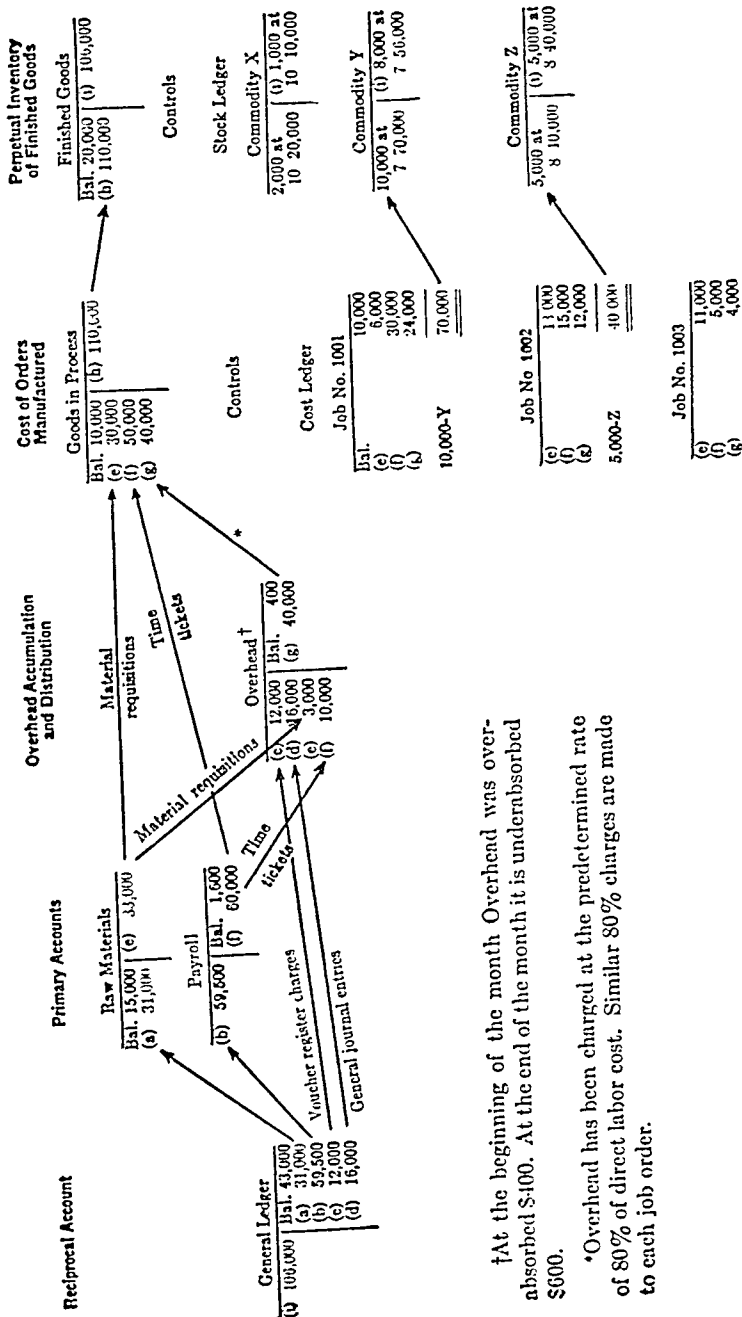 Reciprocal Account
General Ledger
(i) 106,000 | Bal. 43,000
(a) 31,000
(b) 59,500
(c) 12,000
(d) 16,000
Primary Accounts
Raw Materials
Bal. 15,000 | (e) 33,000
(a) 31,000
Payroll
(b) 59,500 | Bal. 1,600
(f) 60,000
Voucher register charges
General journal entries
Overhead Accumulation
and Distribution
Material
requisitions
Time
tickets
Material requisitions
Time
tickets
Overhead †
(c) 12,000 | Bal. 400
(d) 16,000 | (g) 40,000
(e) 3,000
(f) 10,000
*
Cost of Orders
Manufactured
Goods in Process
Bal. 10,000 | (h) 110,000
(e) 30,000
(f) 50,000
(g) 40,000
Controls
Cost Ledger
Job No. 1001
Bal. 10,000
(e) 6,000
(f) 30,000
(g) 24,000
10,000-Y 70,000
Job No 1002
(e) 13 000
(f) 15,000
(g) 12,000
5,000-Z 40 000
Job No. 1003
(e) 11,000
(f) 5,000
(g) 4,000
Perpetual Inventory
of Finished Goods
Finished Goods
Bal. 20,000 | (i) 106,000
(h) 110.000
Controls
Stock Ledger
Commodity X
2,000 at | (i) 1,000 at
10 20,000 | 10 10,000
Commodity Y
10,000 at | (i) 8,000 at
7 70,000 | 7 56,000
Commodity Z
5,000 at | (i) 5,000 at
8 40,000 | 8 40,000
†At the beginning of the month Overhead was over-
absorbed $400. At the end of the month it is underabsorbed
$600.
*Overhead has been charged at the predetermined rate
of 80% of direct labor cost. Similar 80% charges are made
to each job order.